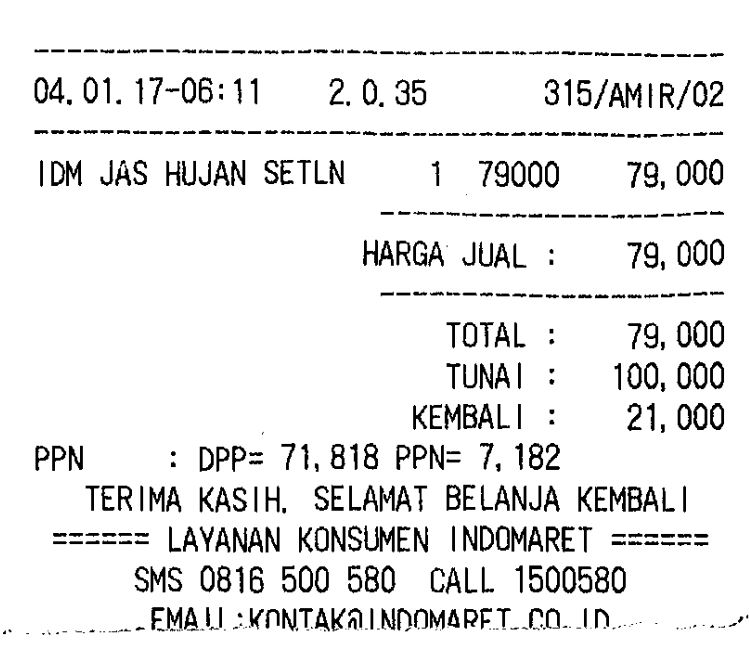 04.01.17-06:11 2.0.35 315/AMIR/02
IDM JAS HUJAN SETLN 1 79000 79,000
HARGA JUAL : 79,000
TOTAL : 79,000
TUNAI : 100,000
KEMBALI : 21,000
PPN : DPP= 71,818 PPN= 7,182
TERIMA KASIH. SELAMAT BELANJA KEMBALI
====== LAYANAN KONSUMEN INDOMARET ======
SMS 0816 500 580 CALL 1500580
EMAIL:KONTAK@INDOMARET.CO.ID